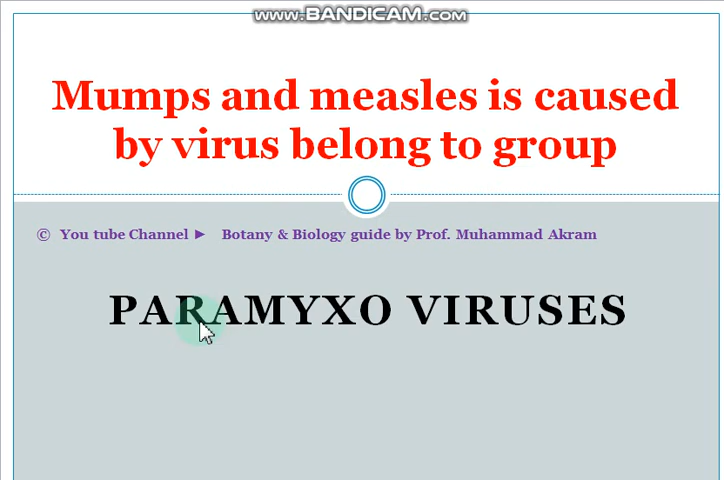 www.BANDICAM.com
Mumps and measles is caused
by virus belong to group
© You tube Channel ► Botany & Biology guide by Prof. Muhammad Akram
PARAMYXO VIRUSES